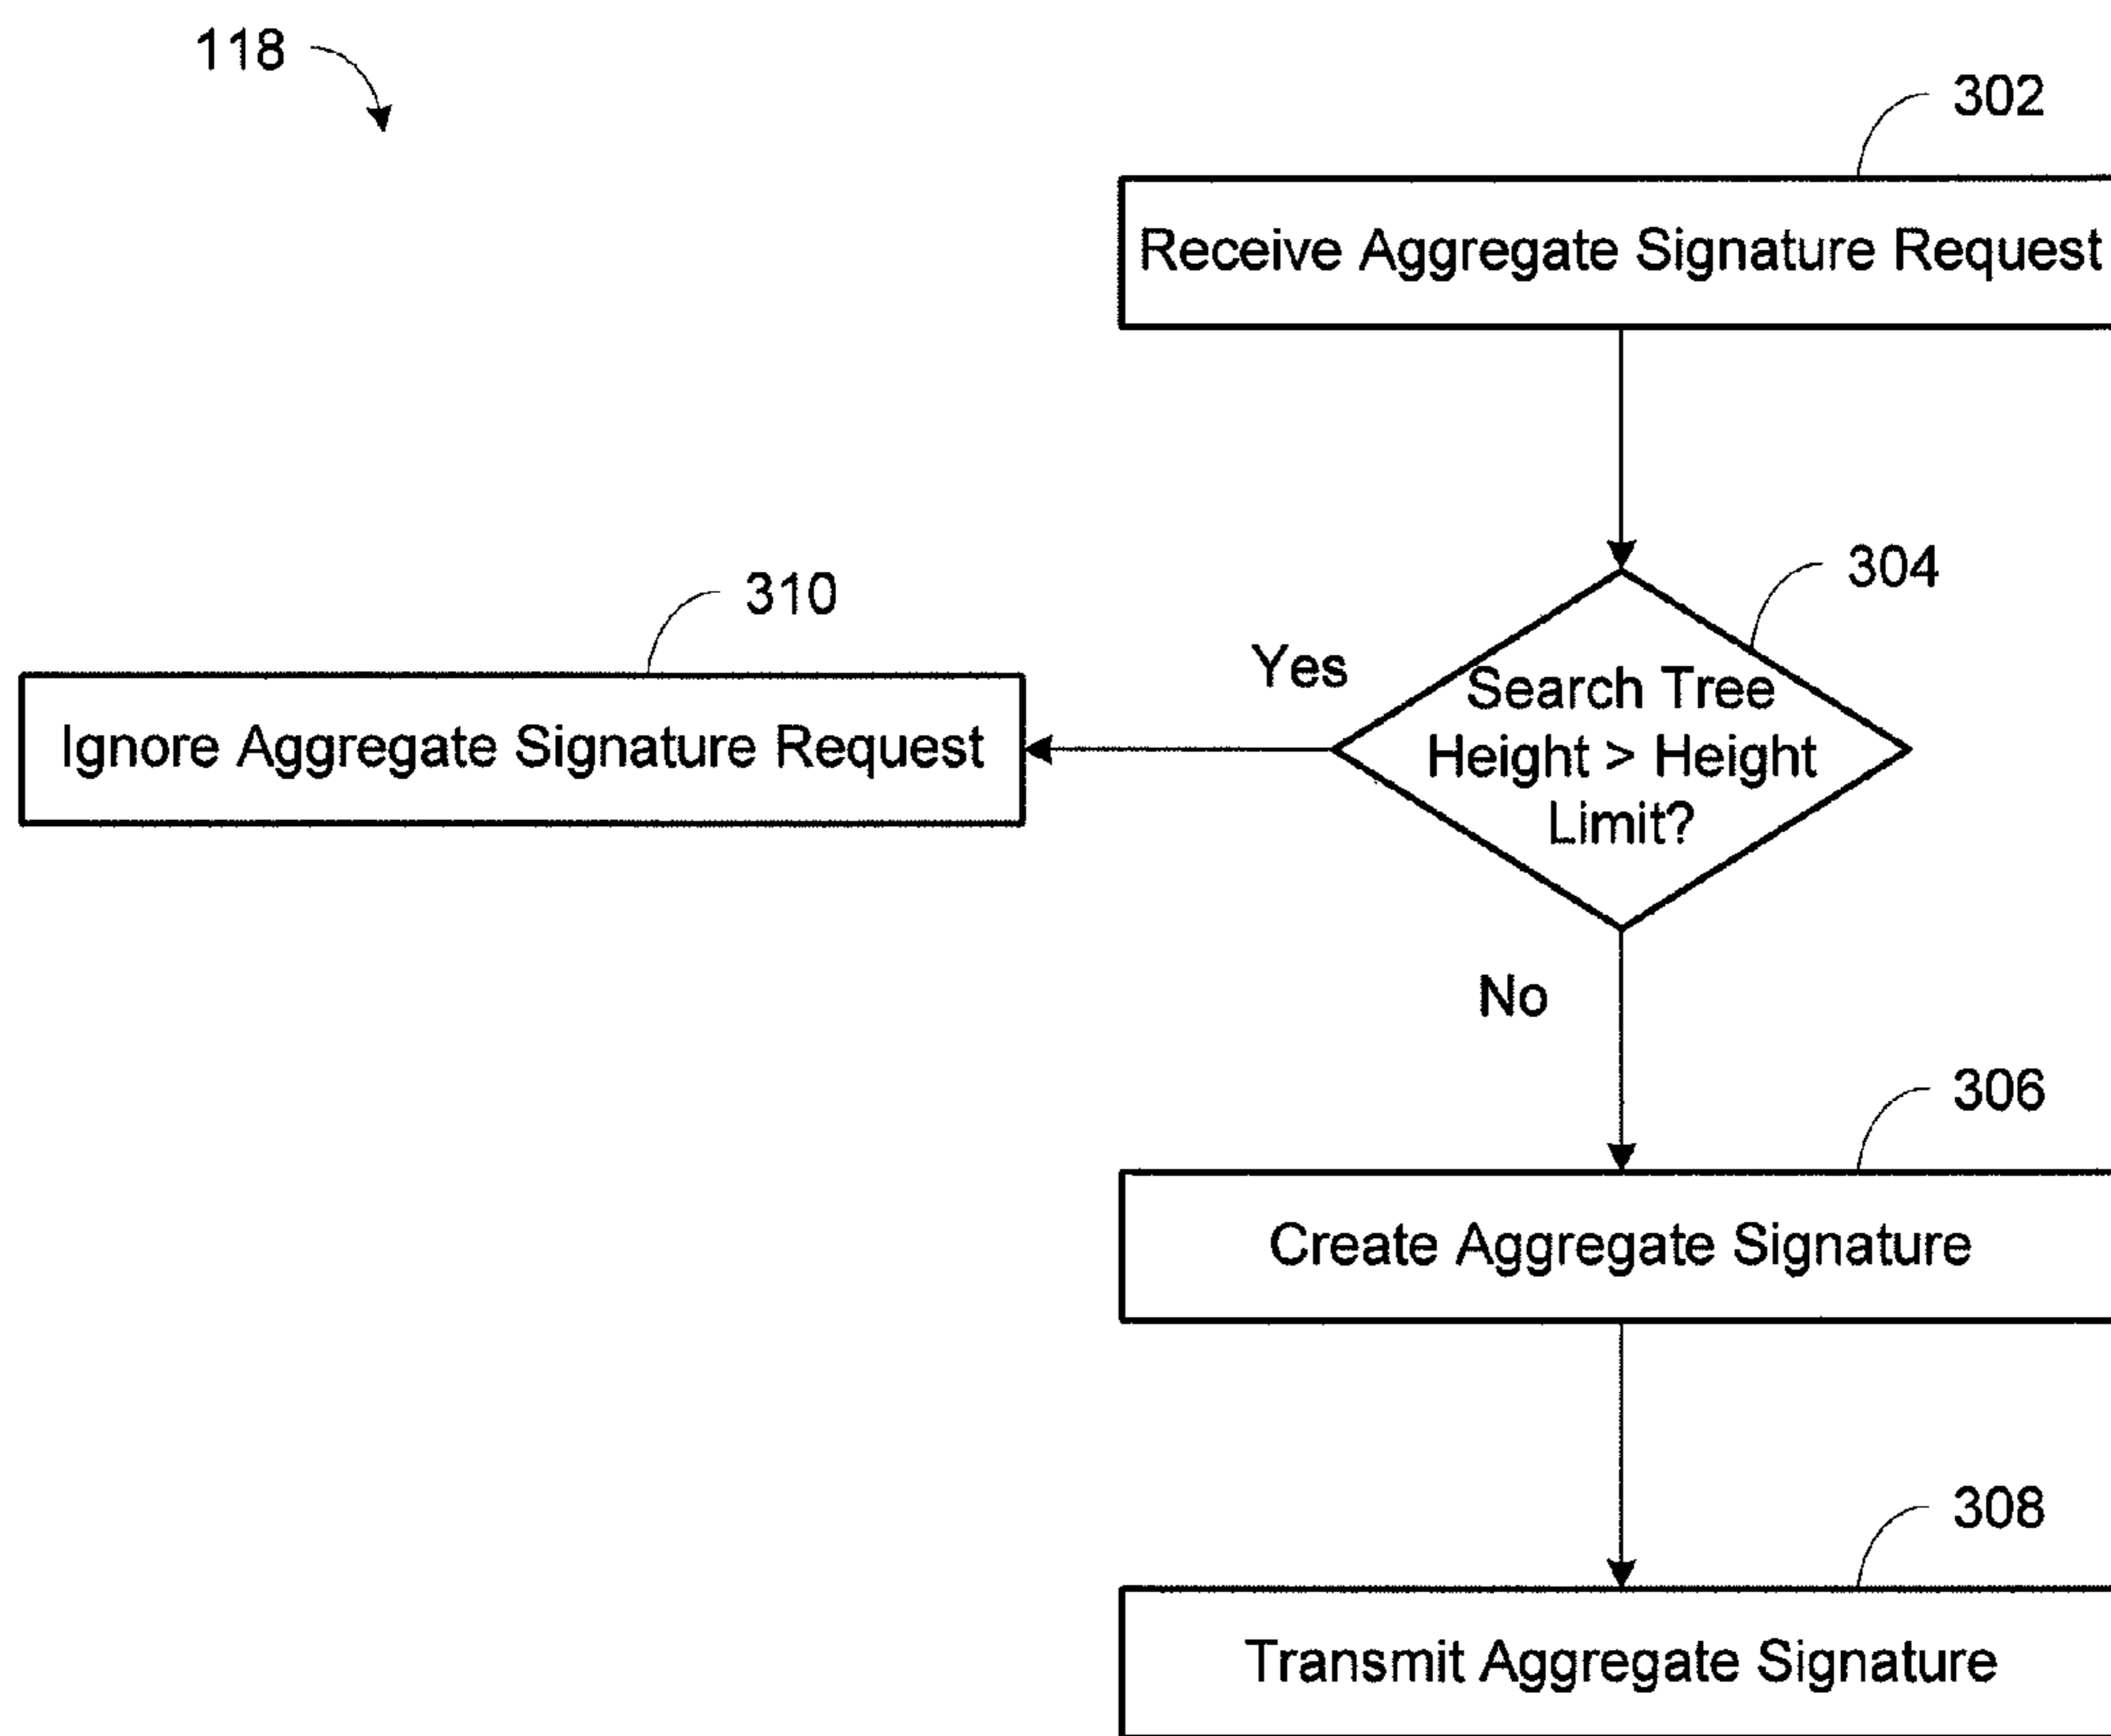 118
302
Receive Aggregate Signature Request
304
Search Tree
Height > Height
Limit?
Yes
310
Ignore Aggregate Signature Request
No
306
Create Aggregate Signature
308
Transmit Aggregate Signature